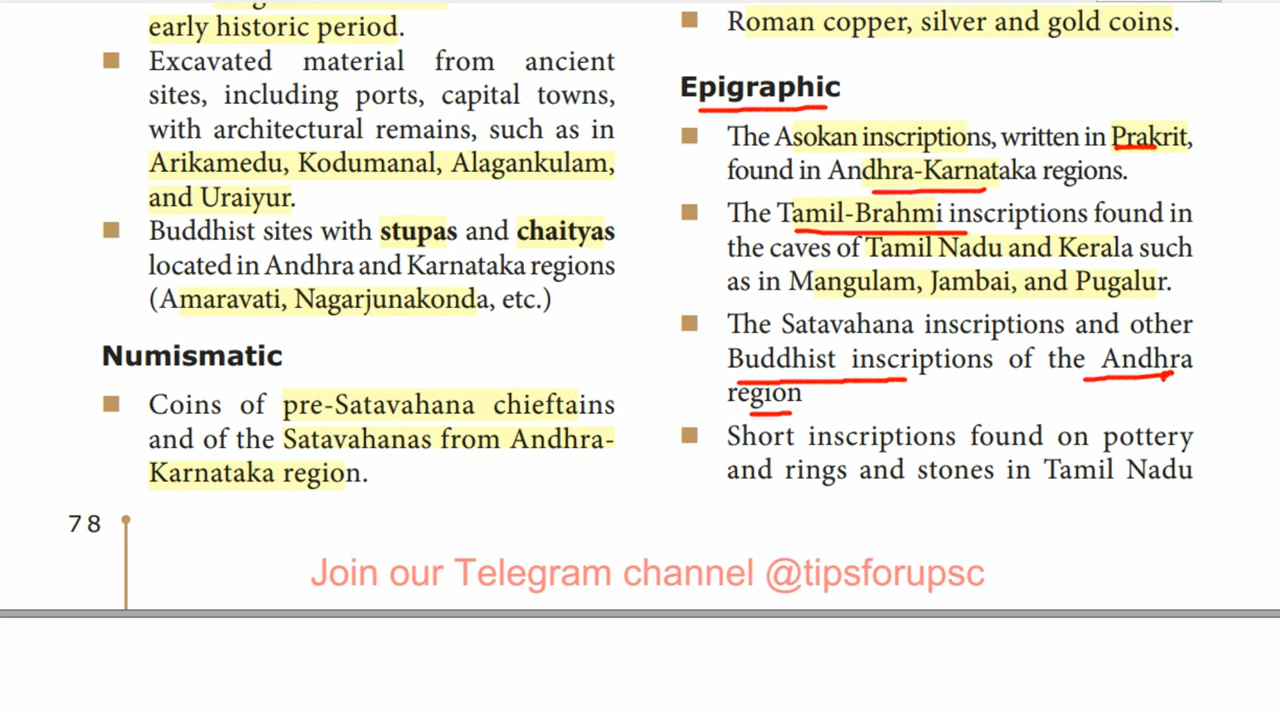 early historic period.
Excavated material from ancient
sites, including ports, capital towns,
with architectural remains, such as in
Arikamedu, Kodumanal, Alagankulam,
and Uraiyur.
Buddhist sites with stupas and chaityas
located in Andhra and Karnataka regions
(Amaravati, Nagarjunakonda, etc.)
Numismatic
Coins of pre-Satavahana chieftains
and of the Satavahanas from Andhra-
Karnataka region.
Roman copper, silver and gold coins.
Epigraphic
The Asokan inscriptions, written in Prakrit,
found in Andhra-Karnataka regions.
The Tamil-Brahmi inscriptions found in
the caves of Tamil Nadu and Kerala such
as in Mangulam, Jambai, and Pugalur.
The Satavahana inscriptions and other
Buddhist inscriptions of the Andhra
region
Short inscriptions found on pottery
and rings and stones in Tamil Nadu
78
Join our Telegram channel @tipsforupsc